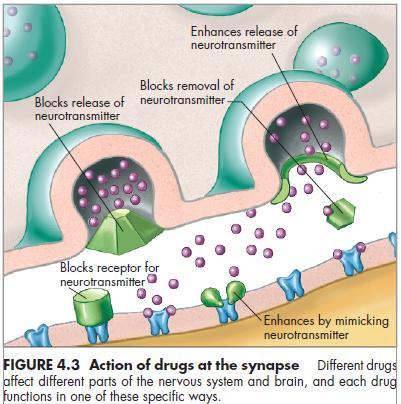 Enhances release of
neurotransmitter
Blocks removal of
neurotransmitter
Blocks release of
neurotransmitter
Blocks receptor for
neurotransmitter
Enhances by mimicking
neurotransmitter
FIGURE 4.3 Action of drugs at the synapse Different drugs
affect different parts of the nervous system and brain, and each drug
functions in one of these specific ways.